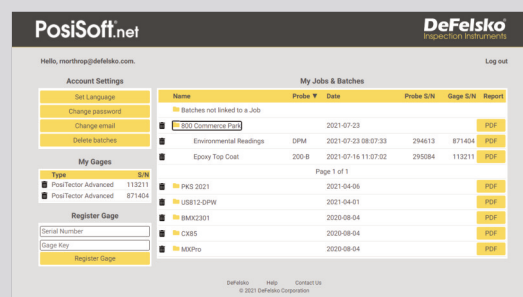 PosiSoft.net
DeFelsko
Inspection Instruments
Hello, rnorthrop@defelsko.com.
Log out
Account Settings
Set Language
Change password
Change email
Delete batches
My Gages
Type S/N
PosiTector Advanced 113211
PosiTector Advanced 871404
Register Gage
Serial Number
Gage Key
Register Gage
My Jobs & Batches
Name Probe ▼ Date Probe S/N Gage S/N Report
Batches not linked to a Job
800 Commerce Park 2021-07-23 PDF
Environmental Readings DPM 2021-07-23 08:07:33 294613 871404 PDF
Epoxy Top Coat 200-B 2021-07-16 11:07:02 295084 113211 PDF
Page 1 of 1
PKS 2021 2021-04-06 PDF
US812-DPW 2021-04-01 PDF
BMX2301 2020-08-04 PDF
CX85 2020-08-04 PDF
MXPro 2020-08-04 PDF
DeFelsko Help Contact Us
© 2021 DeFelsko Corporation